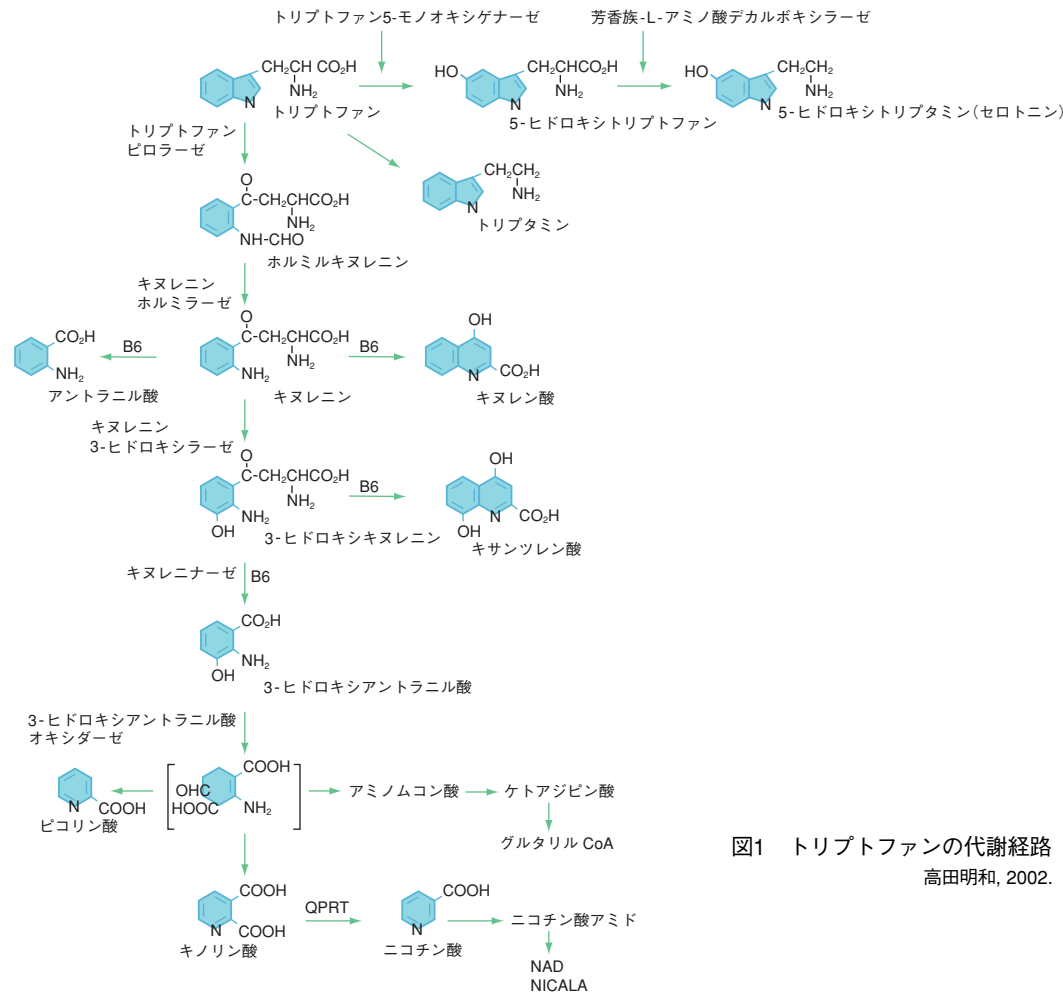 トリプトファン5-モノオキシゲナーゼ
芳香族-L-アミノ酸デカルボキシラーゼ
CH₂CH CO₂H
NH₂
N
トリプトファン
HO
CH₂CHCO₂H
NH₂
N
5-ヒドロキシトリプトファン
HO
CH₂CH₂
NH₂
N
5-ヒドロキシトリプタミン(セロトニン)
トリプトファン
ピロラーゼ
CH₂CH₂
NH₂
N
トリプタミン
O
C-CH₂CHCO₂H
NH₂
NH-CHO
ホルミルキヌレニン
キヌレニン
ホルミラーゼ
CO₂H
NH₂
アントラニル酸
B6
O
C-CH₂CHCO₂H
NH₂
NH₂
キヌレニン
B6
OH
N
CO₂H
キヌレン酸
キヌレニン
3-ヒドロキシラーゼ
O
C-CH₂CHCO₂H
NH₂
NH₂
OH
3-ヒドロキシキヌレニン
B6
OH
N
CO₂H
OH
キサンツレン酸
キヌレニナーゼ
B6
CO₂H
NH₂
OH
3-ヒドロキシアントラニル酸
3-ヒドロキシアントラニル酸
オキシダーゼ
N
COOH
ピコリン酸
COOH
OHC
HOOC
NH₂
アミノムコン酸
ケトアジピン酸
グルタリル CoA
COOH
COOH
N
キノリン酸
QPRT
COOH
N
ニコチン酸
ニコチン酸アミド
NAD
NICALA
図1 トリプトファンの代謝経路
高田明和, 2002.